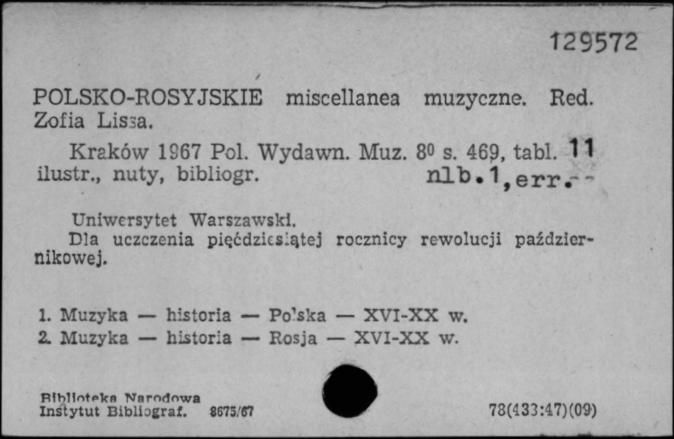 129572
POLSKO-ROSYJSKIE miscellanea muzyczne. Red.
Zofia Lissa.
Kraków 1967 Pol. Wydawn. Muz. 8⁰ s. 469, tabl. 11
ilustr., nuty, bibliogr. nlb.1,err.--
Uniwersytet Warszawski.
Dla uczczenia pięćdziesiątej rocznicy rewolucji paździer-
nikowej.
1. Muzyka — historia — Polska — XVI-XX w.
2. Muzyka — historia — Rosja — XVI-XX w.
Biblioteka Narodowa
Instytut Bibliograf. 8675/67 78(433:47)(09)